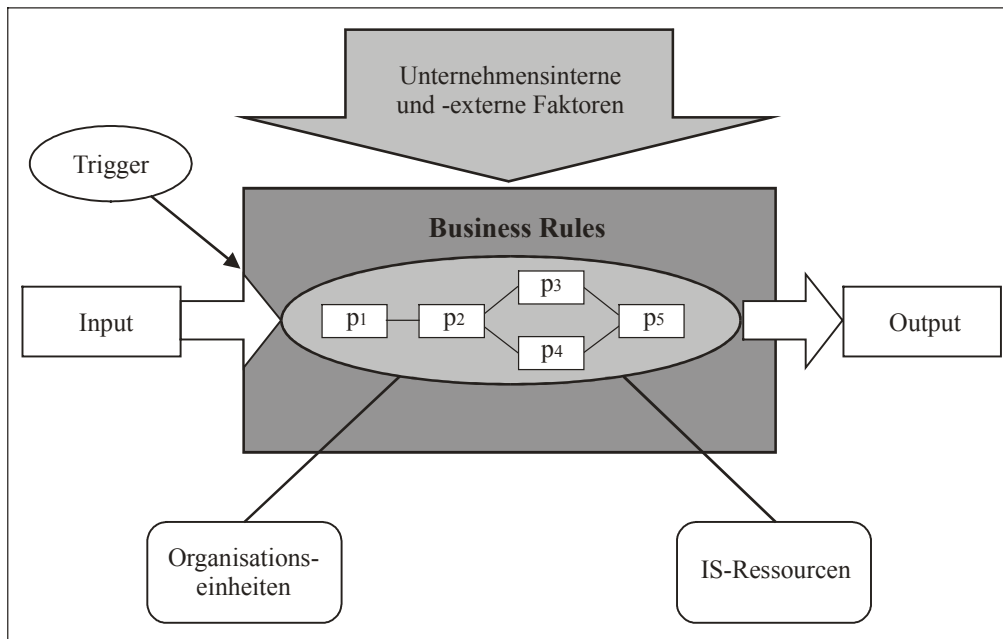 Unternehmensinterne
und -externe Faktoren
Trigger
Business Rules
Input
p1
p2
p3
p4
p5
Output
Organisations-
einheiten
IS-Ressourcen